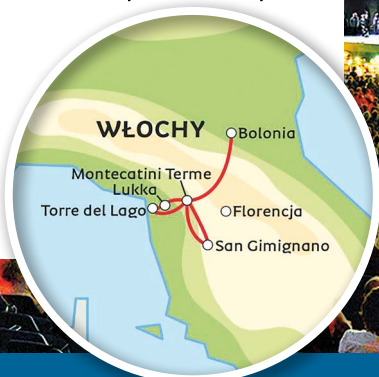 WŁOCHY
Bolonia
Montecatini Terme
Lukka
Torre del Lago
Florencja
San Gimignano